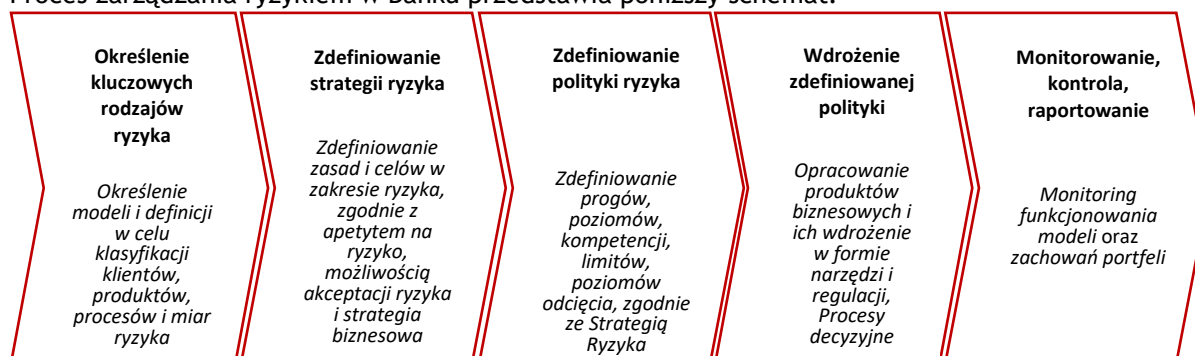 Proces zarządzania ryzykiem w Banku przedstawia poniższy schemat:
Określenie
kluczowych
rodzajów
ryzyka
Określenie
modeli i definicji
w celu
klasyfikacji
klientów,
produktów,
procesów i miar
ryzyka
Zdefiniowanie
strategii ryzyka
Zdefiniowanie
zasad i celów w
zakresie ryzyka,
zgodnie z
apetytem na
ryzyko,
możliwością
akceptacji ryzyka
i strategia
biznesowa
Zdefiniowanie
polityki ryzyka
Zdefiniowanie
progów,
poziomów,
kompetencji,
limitów,
poziomów
odcięcia, zgodnie
ze Strategią
Ryzyka
Wdrożenie
zdefiniowanej
polityki
Opracowanie
produktów
biznesowych i
ich wdrożenie
w formie
narzędzi i
regulacji,
Procesy
decyzyjne
Monitorowanie,
kontrola,
raportowanie
Monitoring
funkcjonowania
modeli oraz
zachowań portfeli